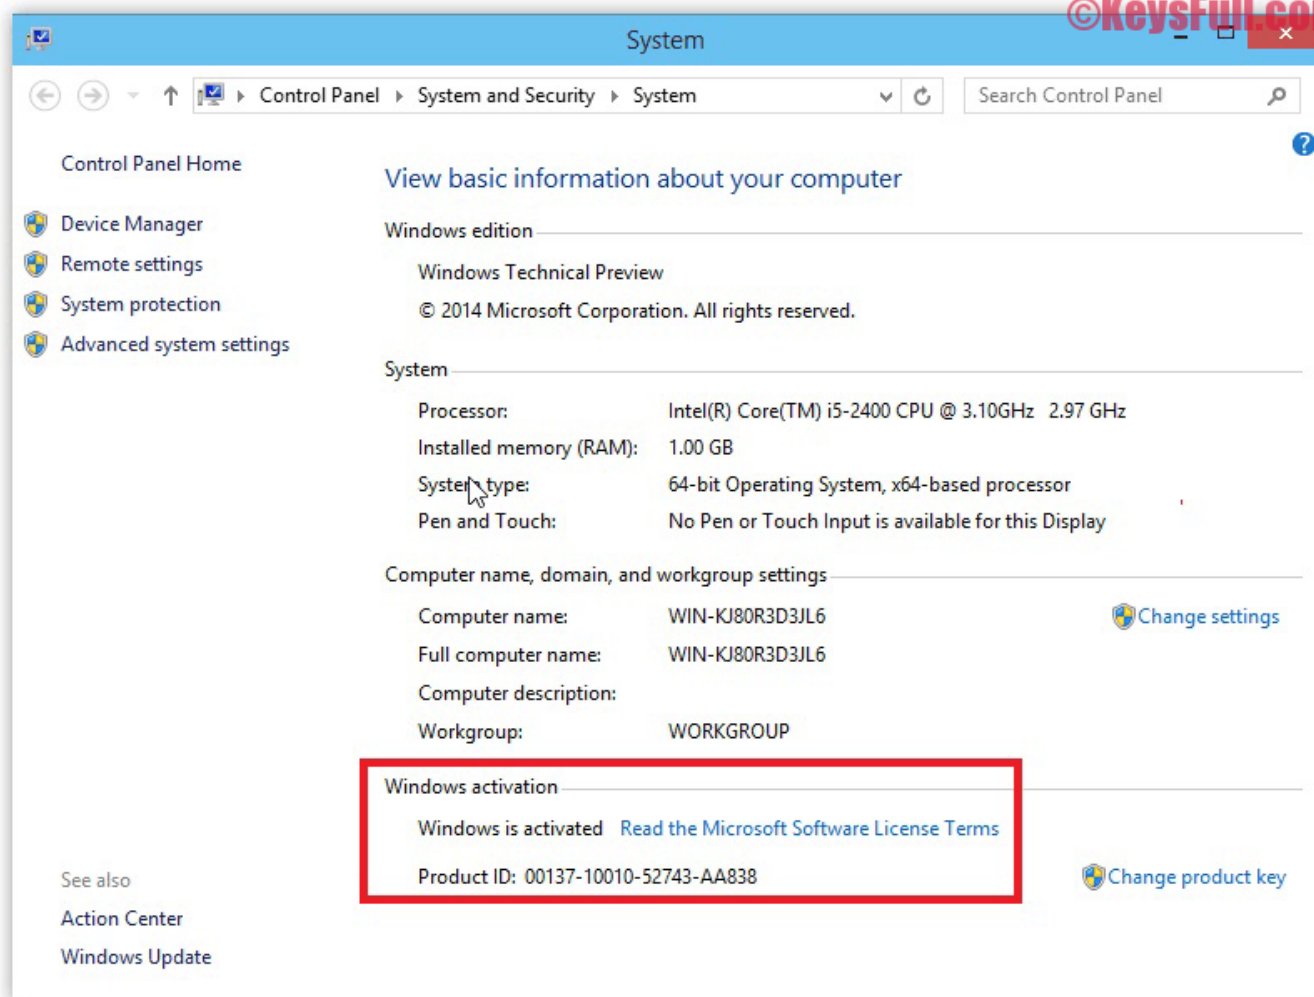 ©KeysFull.co
System
Control Panel System and Security System
Search Control Panel
Control Panel Home
Device Manager
Remote settings
System protection
Advanced system settings
See also
Action Center
Windows Update
View basic information about your computer
Windows edition
Windows Technical Preview
© 2014 Microsoft Corporation. All rights reserved.
System
Processor: Intel(R) Core(TM) i5-2400 CPU @ 3.10GHz 2.97 GHz
Installed memory (RAM): 1.00 GB
System type: 64-bit Operating System, x64-based processor
Pen and Touch: No Pen or Touch Input is available for this Display
Computer name, domain, and workgroup settings
Computer name: WIN-KJ80R3D3JL6
Change settings
Full computer name: WIN-KJ80R3D3JL6
Computer description:
Workgroup: WORKGROUP
Windows activation
Windows is activated Read the Microsoft Software License Terms
Product ID: 00137-10010-52743-AA838
Change product key